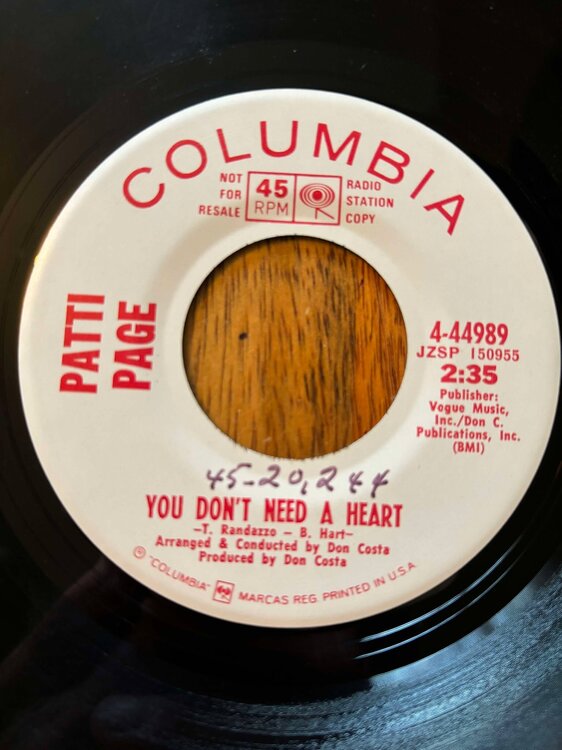 COLUMBIA
NOT
FOR
RESALE
45
RPM
RADIO
STATION
COPY
PATTI
PAGE
4-44989
JZSP 150955
2:35
Publisher:
Vogue Music,
Inc./Don C.
Publications, Inc.
(BMI)
45-20,244
YOU DON'T NEED A HEART
-T. Randazzo - B. Hart-
Arranged & Conducted by Don Costa
Produced by Don Costa
℗ "COLUMBIA" MARCAS REG. PRINTED IN U.S.A.